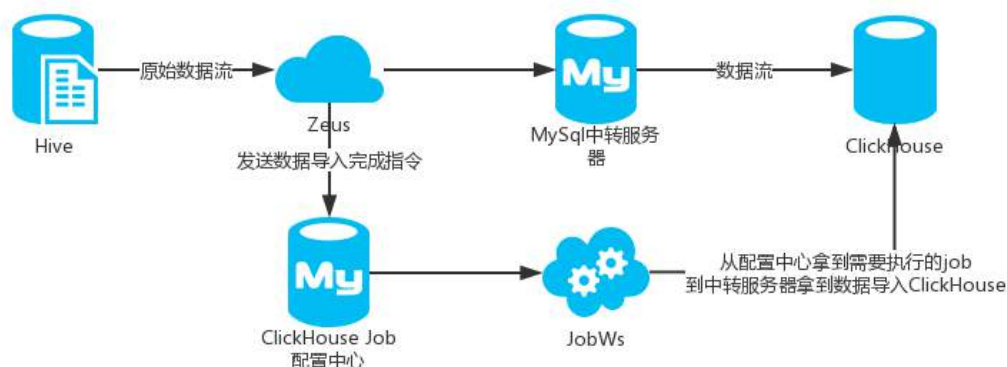 原始数据流
My
数据流
Hive
Zeus
MySql中转服务
器
ClickHouse
发送数据导入完成指令
My
从配置中心拿到需要执行的job
到中转服务器拿到数据导入ClickHouse
ClickHouse Job
配置中心
JobWs